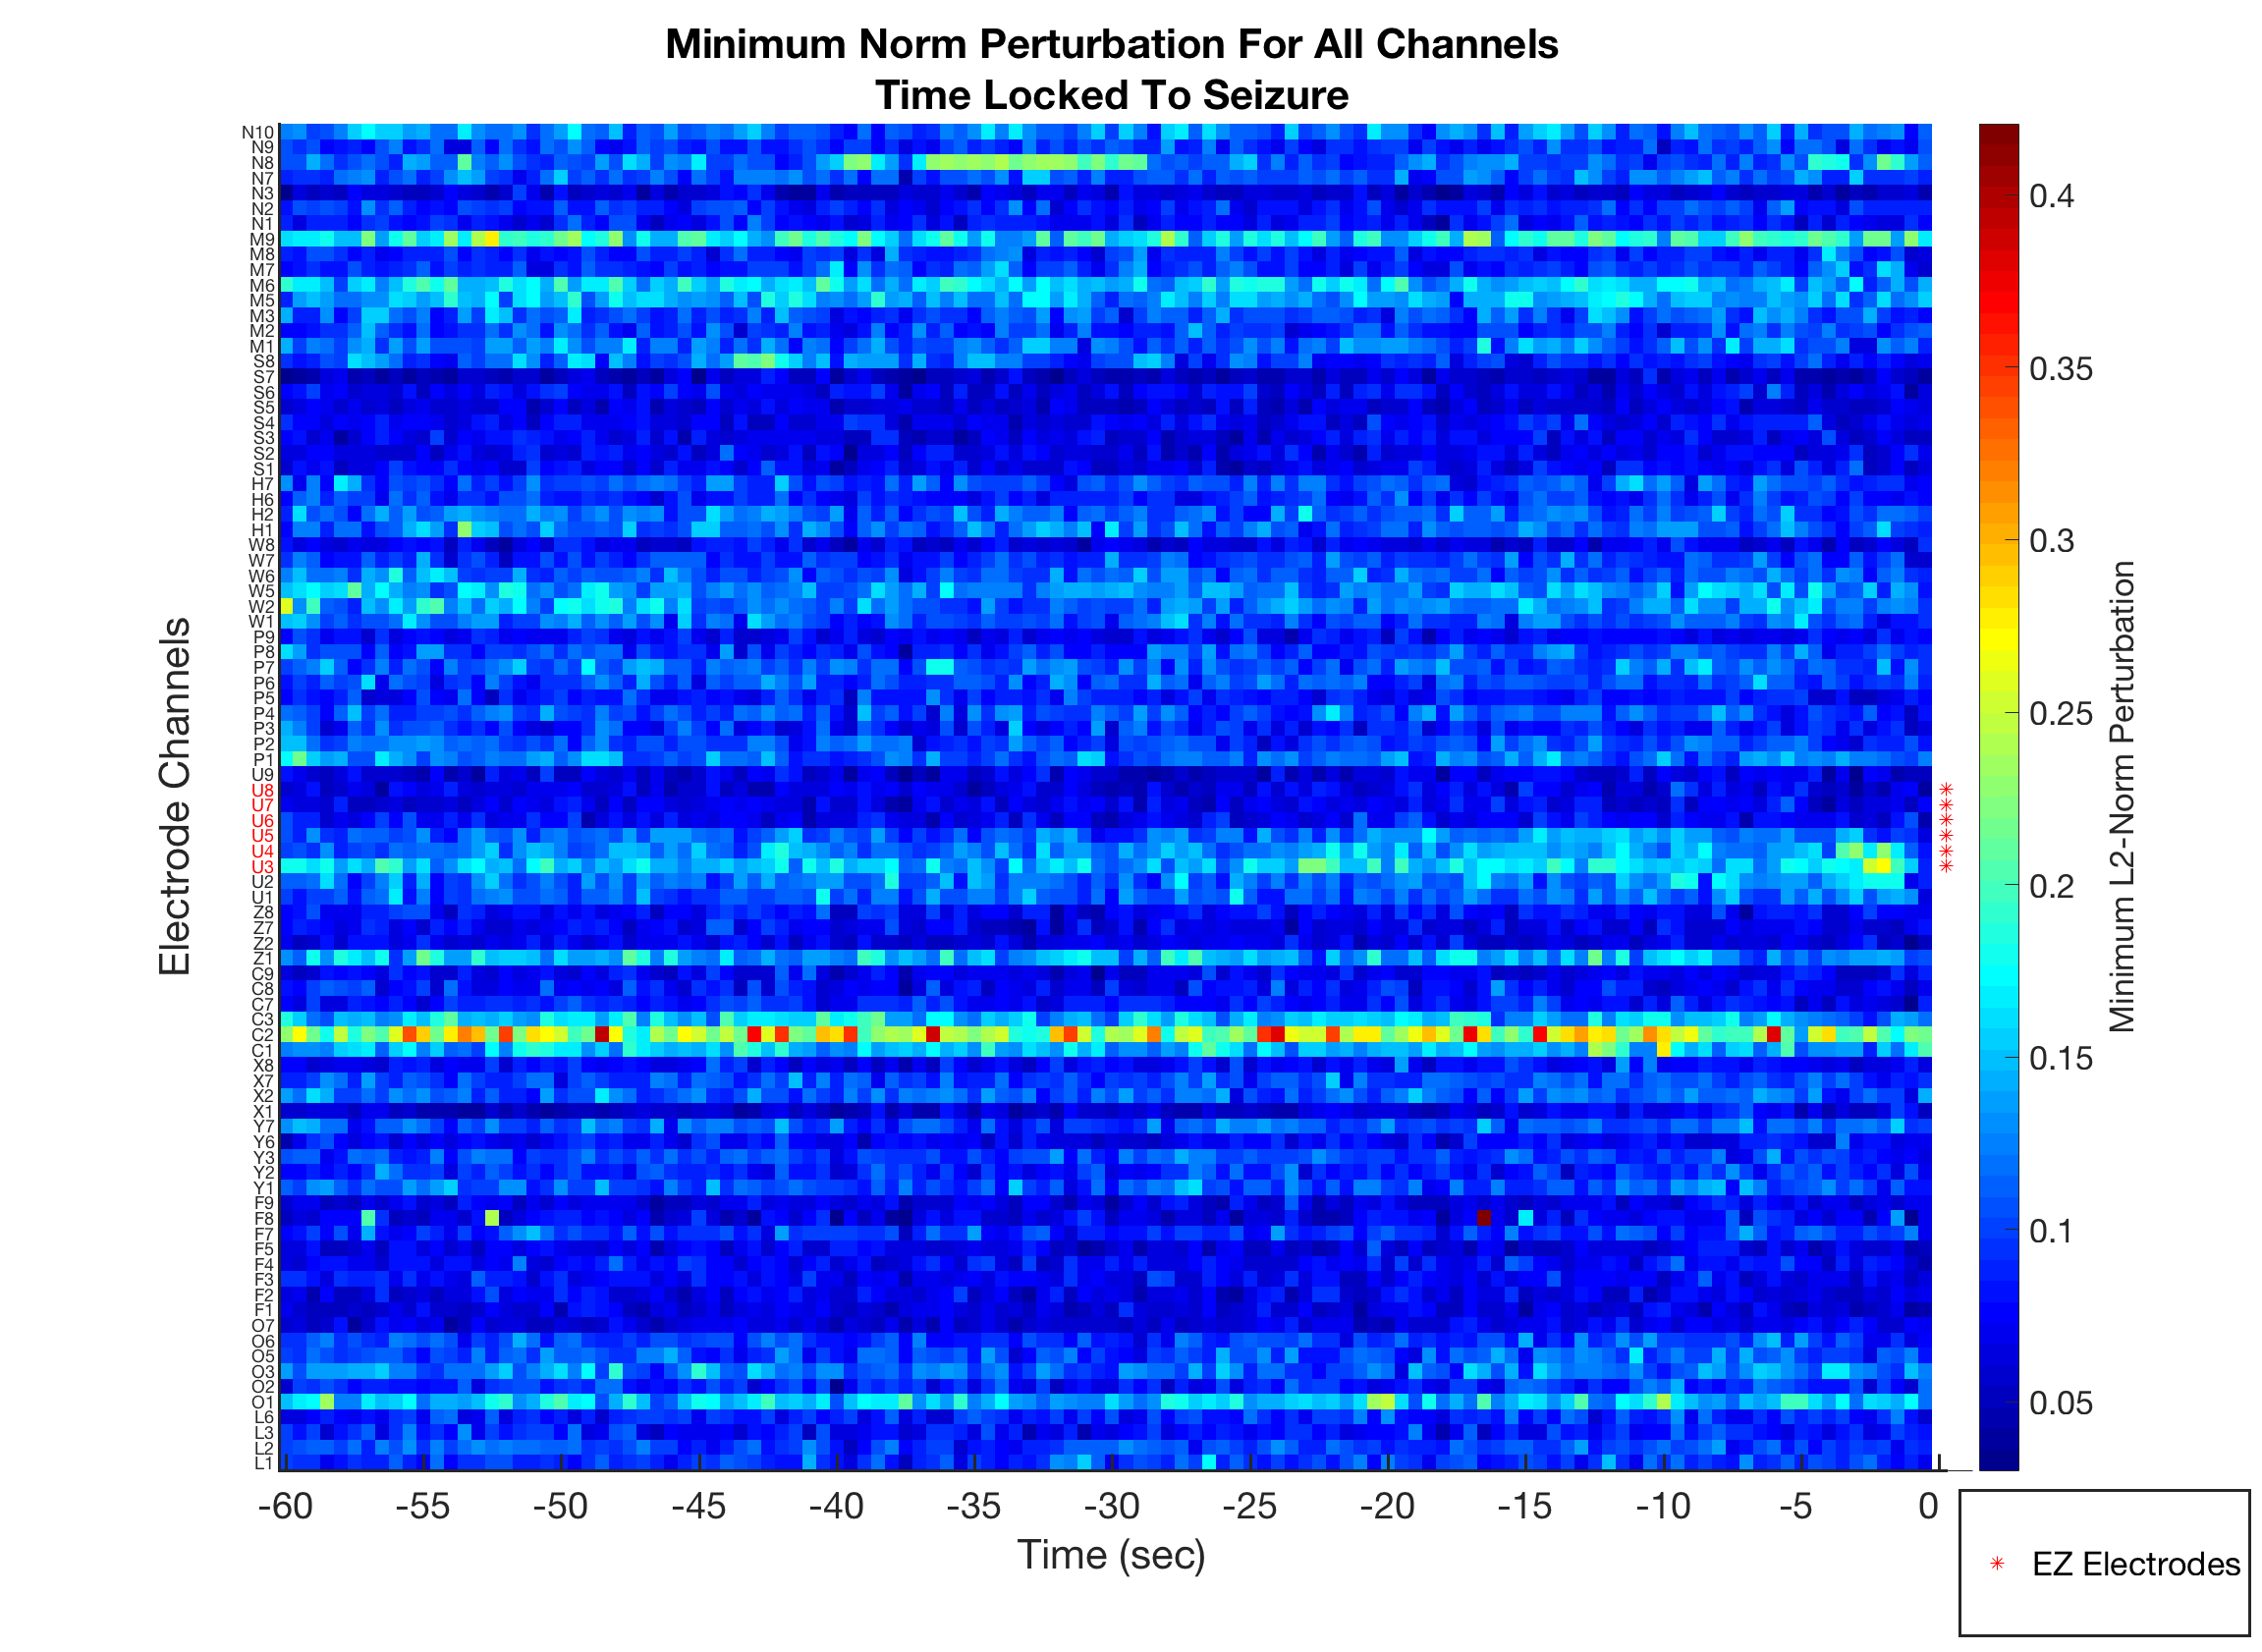 Minimum Norm Perturbation For All Channels
Time Locked To Seizure
Electrode Channels
N10
N9
N8
N7
N3
N2
N1
M9
M8
M7
M6
M5
M3
M2
M1
S8
S7
S6
S5
S4
S3
S2
S1
H7
H6
H2
H1
W8
W7
W6
W5
W2
W1
P9
P8
P7
P6
P5
P4
P3
P2
P1
U9
U8
U7
U6
U5
U4
U3
U2
U1
Z8
Z7
Z2
Z1
C9
C8
C7
C3
C2
C1
X8
X7
X2
X1
Y7
Y6
Y3
Y2
Y1
F9
F8
F7
F5
F4
F3
F2
F1
O7
O6
O5
O3
O2
O1
L6
L3
L2
L1
-60 -55 -50 -45 -40 -35 -30 -25 -20 -15 -10 -5 0
Time (sec)
0.4
0.35
0.3
0.25
0.2
0.15
0.1
0.05
Minimum L2-Norm Perturbation
EZ Electrodes